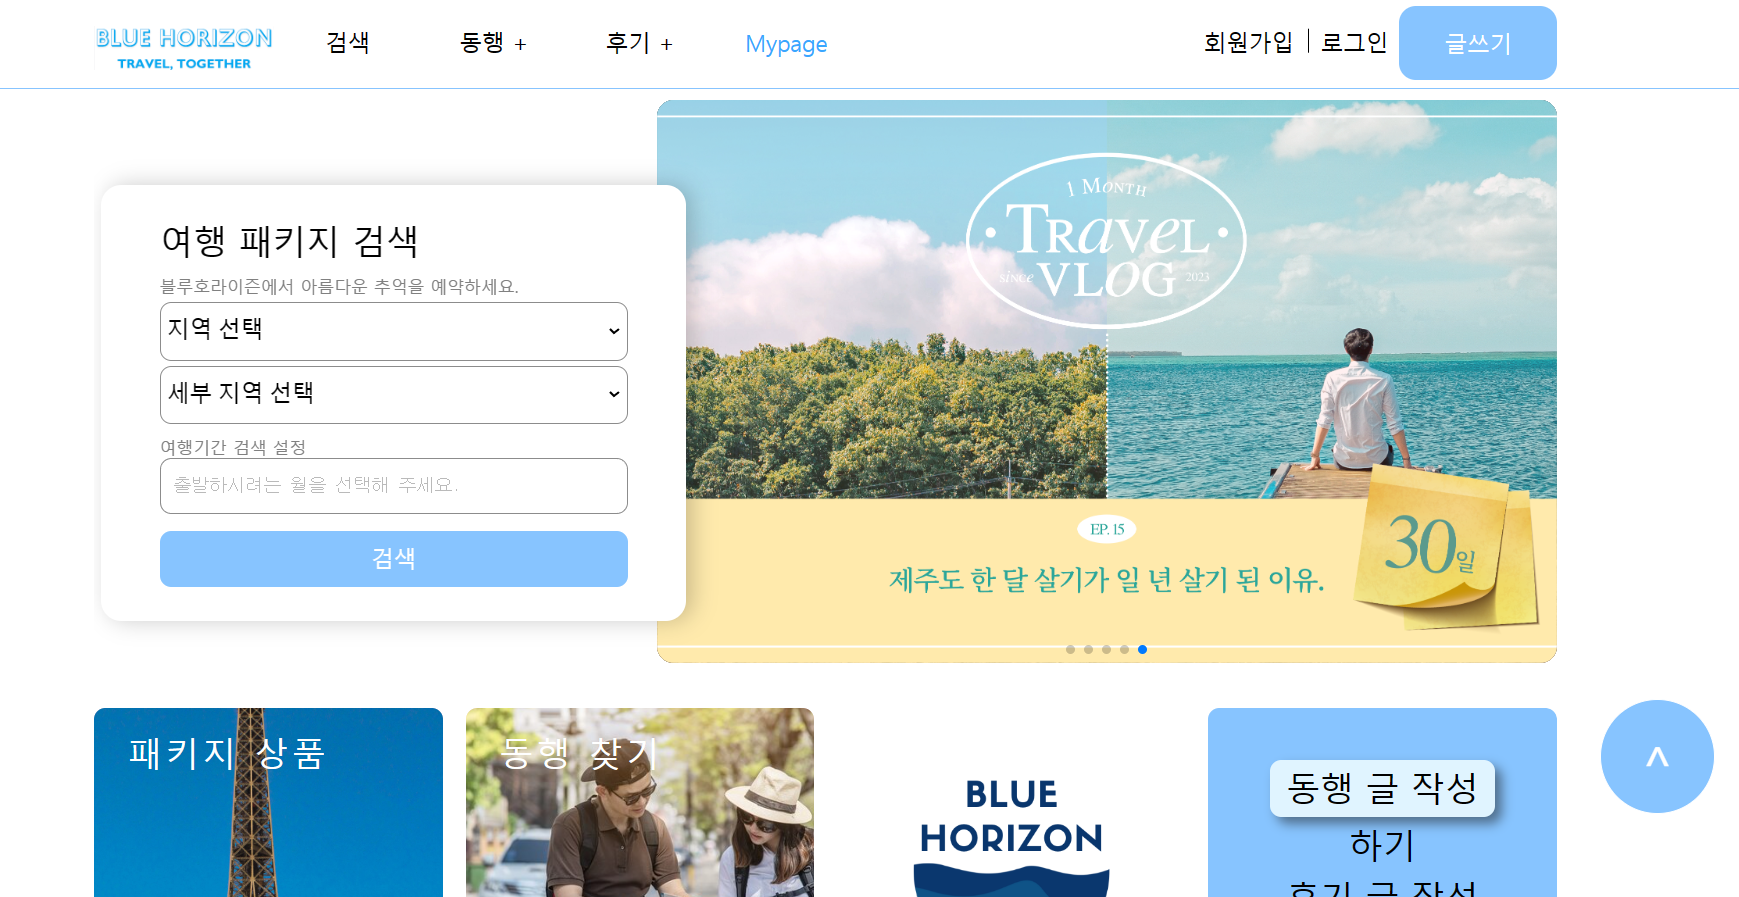 BLUE HORIZON
TRAVEL, TOGETHER
검색
동행 +
후기 +
Mypage
회원가입
로그인
글쓰기
여행 패키지 검색
블루호라이즌에서 아름다운 추억을 예약하세요.
지역 선택
세부 지역 선택
여행기간 검색 설정
출발하시려는 월을 선택해 주세요.
검색
1 MONTH
TRaveL
since VLOG 2023
EP. 15
제주도 한 달 살기가 일 년 살기 된 이유.
30일
패키지 상품
동행 찾기
BLUE
HORIZON
동행 글 작성
하기
후기 글 작성
^